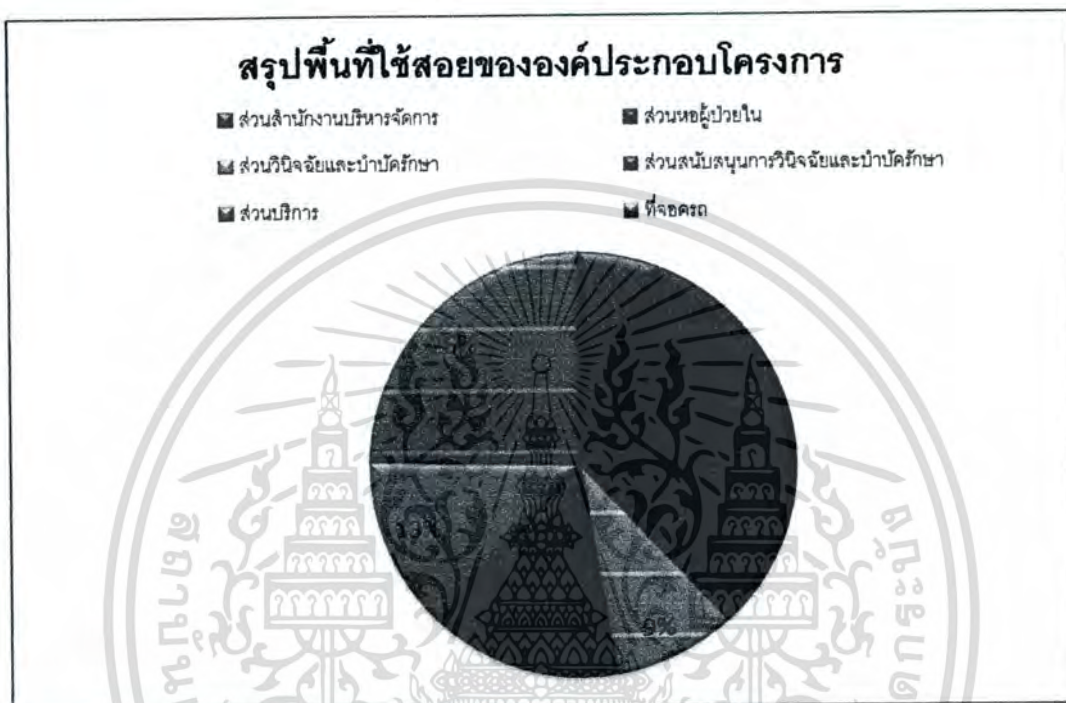 สรุปพื้นที่ใช้สอยขององค์ประกอบโครงการ
ส่วนสำนักงานบริหารจัดการ
ส่วนหอผู้ป่วยใน
ส่วนวินิจฉัยและบำบัดรักษา
ส่วนสนับสนุนการวินิจฉัยและบำบัดรักษา
ส่วนบริการ
ที่จอดรถ
9%